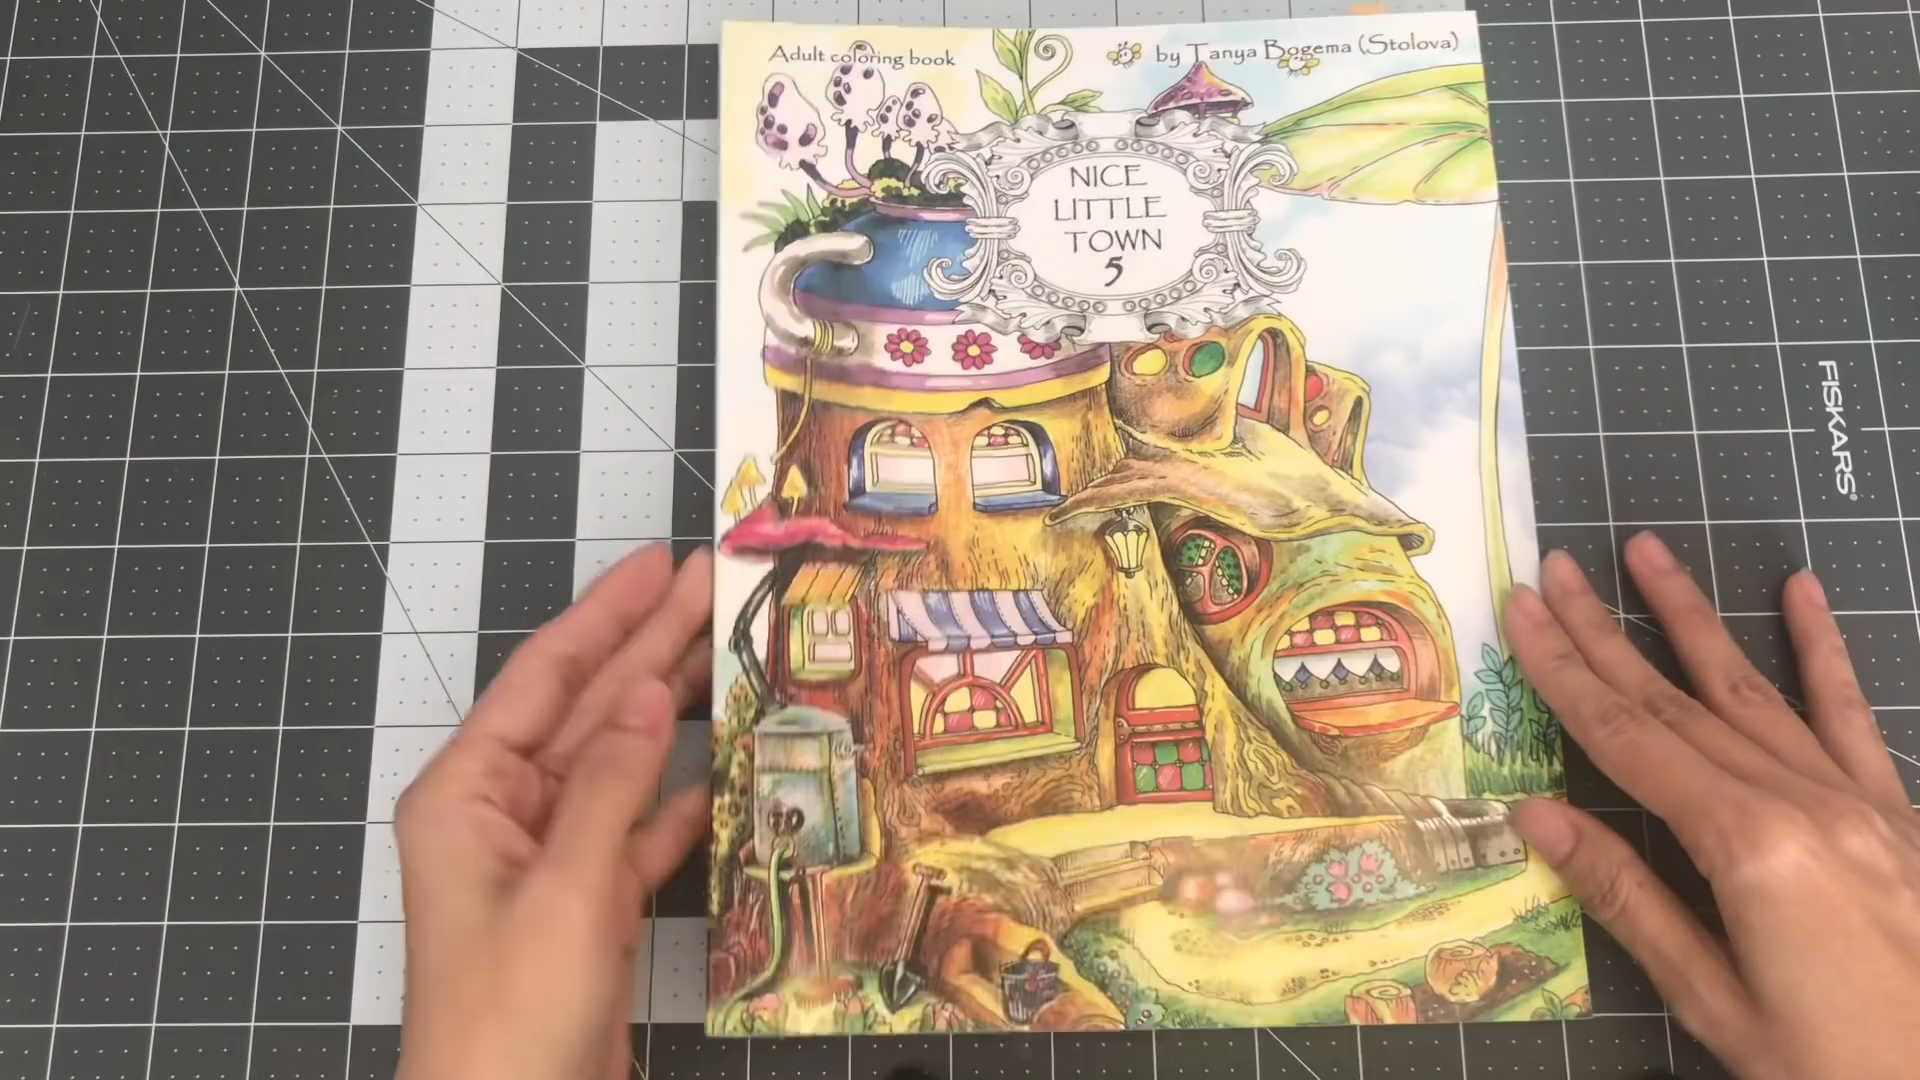 Adult coloring book
by Tanya Bogema (Stolova)
NICE
LITTLE
TOWN
5
FISKARS®